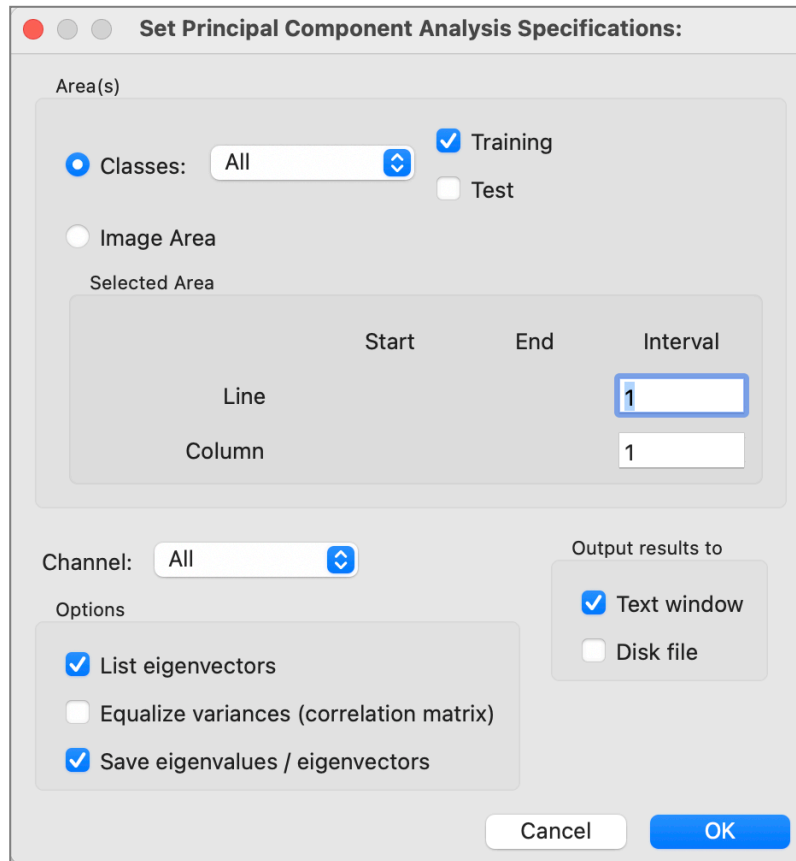 Set Principal Component Analysis Specifications:
Area(s)
Classes: All
Training
Test
Image Area
Selected Area
Start End Interval
Line 1
Column 1
Channel: All
Output results to
Text window
Disk file
Options
List eigenvectors
Equalize variances (correlation matrix)
Save eigenvalues / eigenvectors
Cancel OK